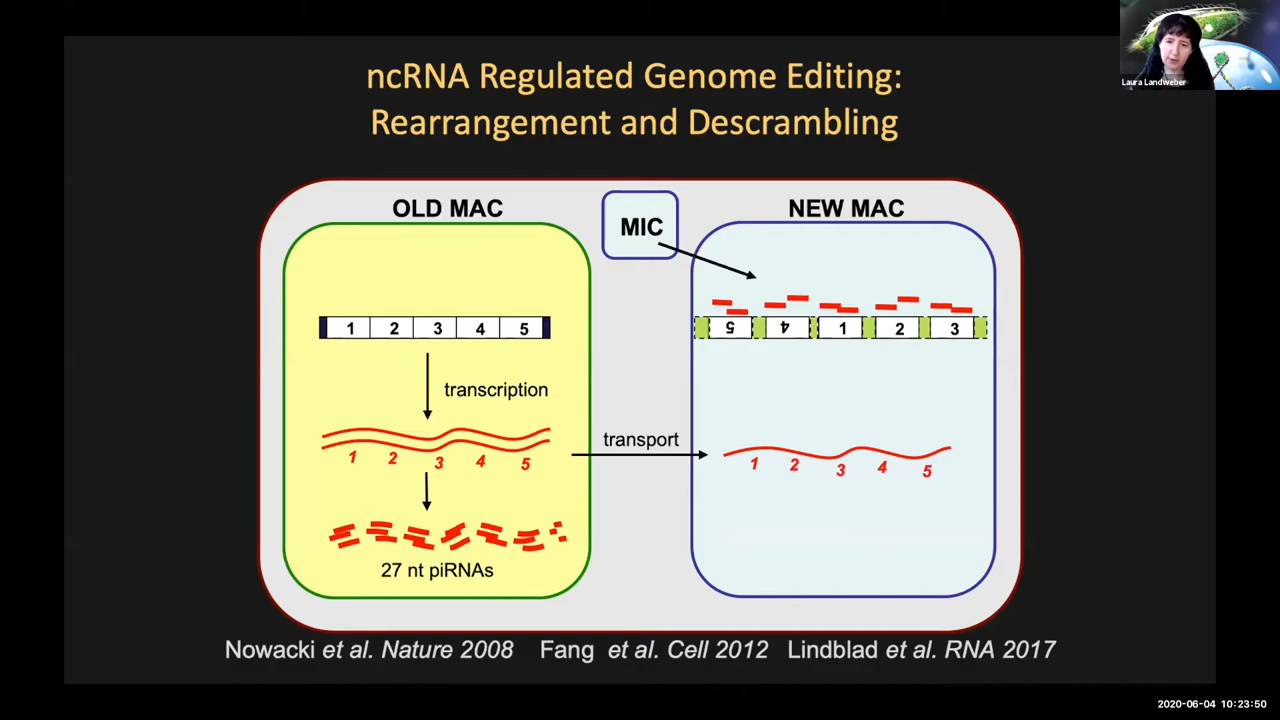 Laura Landweber
ncRNA Regulated Genome Editing:
Rearrangement and Descrambling
OLD MAC
MIC
NEW MAC
1 2 3 4 5
5 4 1 2 3
transcription
1 2 3 4 5
transport
1 2 3 4 5
27 nt piRNAs
Nowacki et al. Nature 2008 Fang et al. Cell 2012 Lindblad et al. RNA 2017
2020-06-04 10:23:50